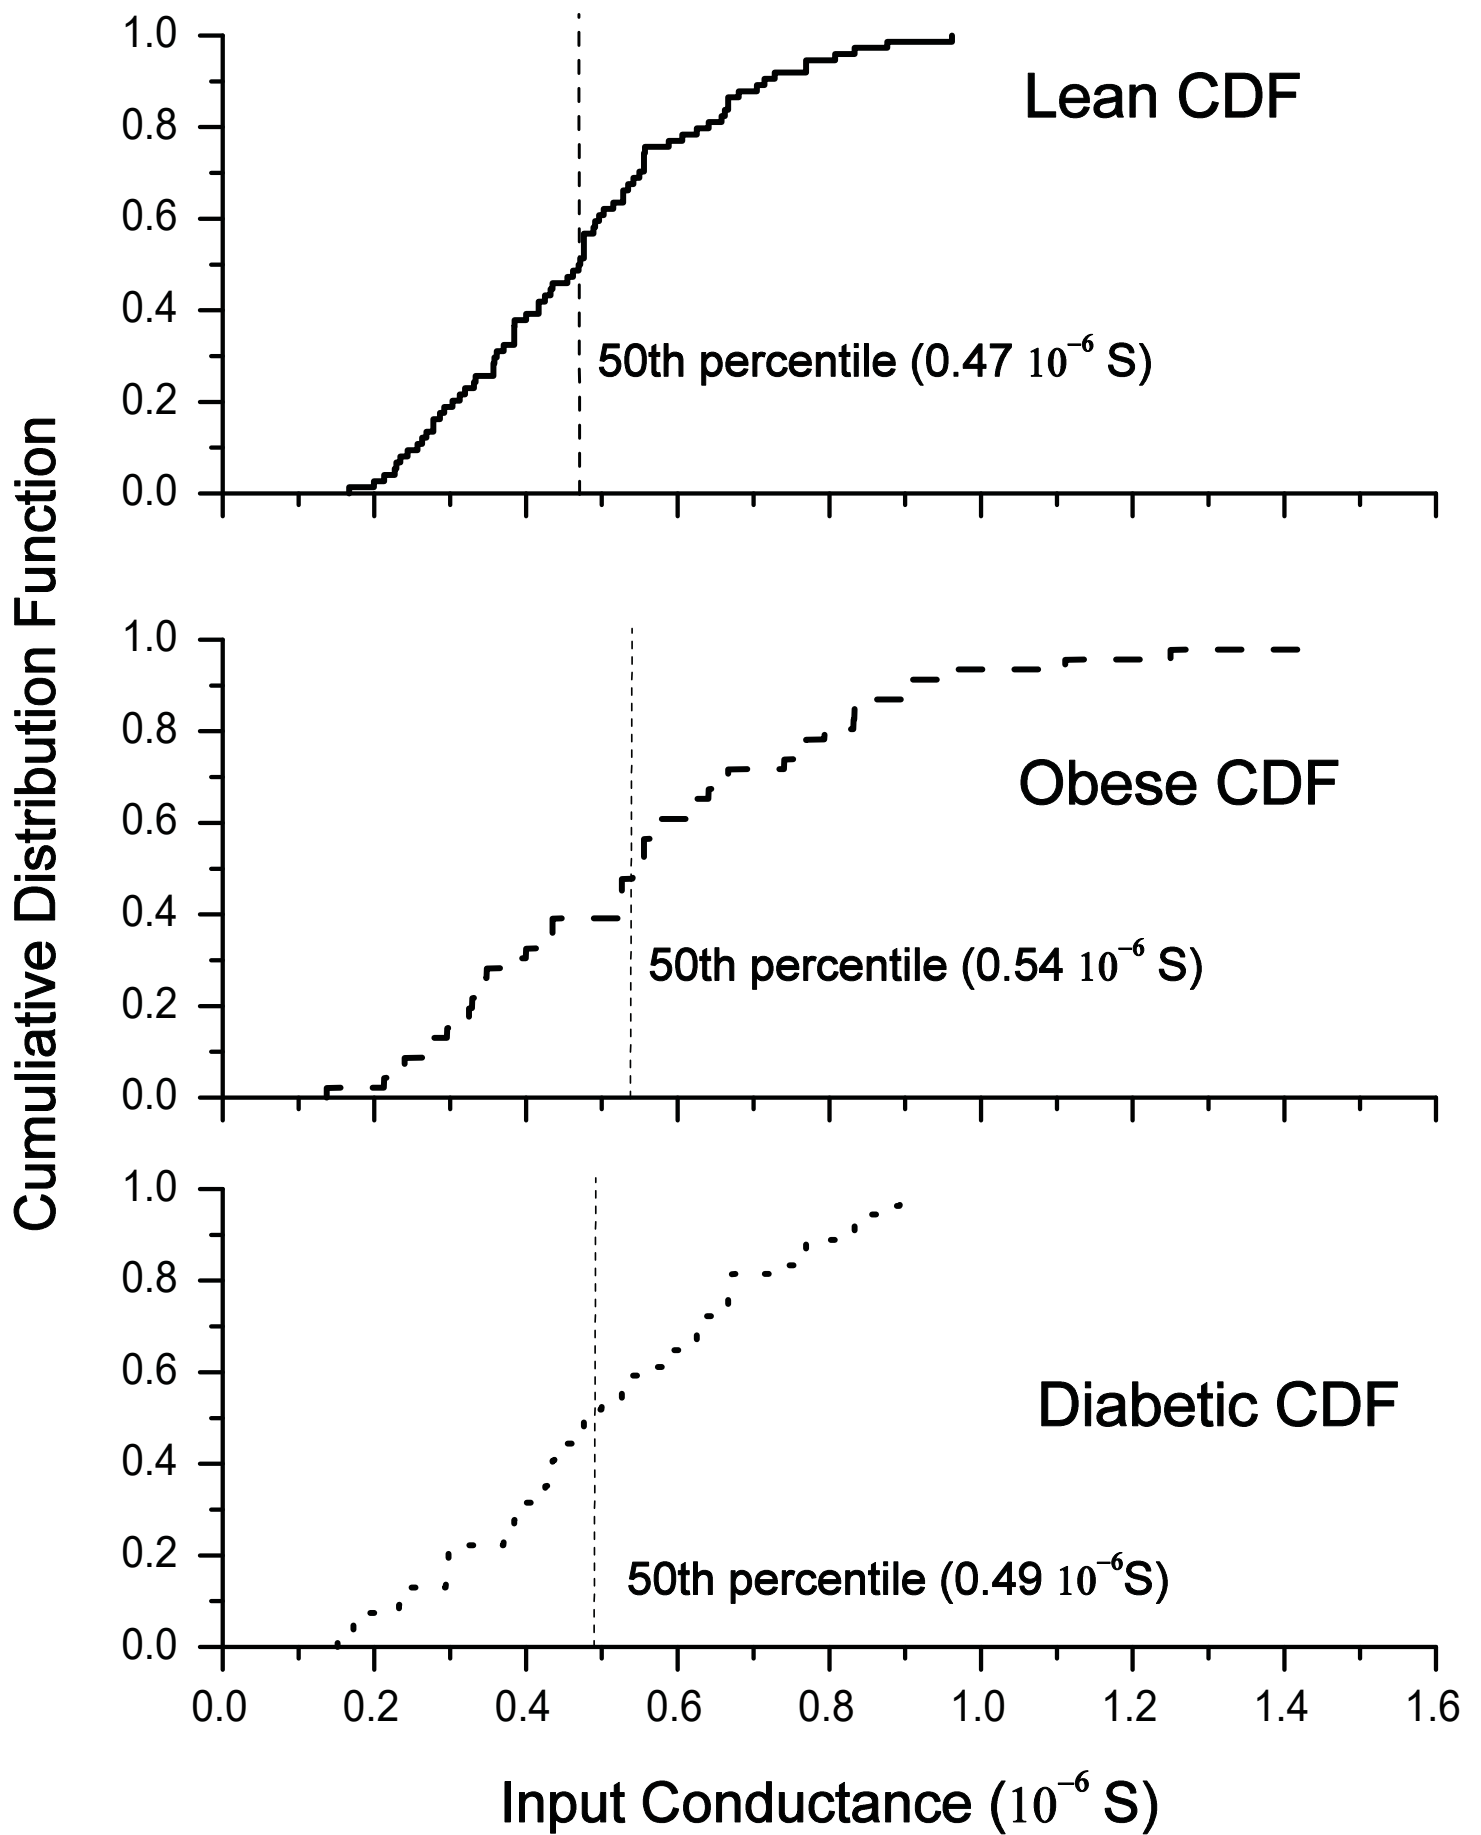 Cumuliative Distribution Function
1.0
0.8
0.6
0.4
0.2
0.0
Lean CDF
50th percentile (0.47 10⁻⁶ S)
1.0
0.8
0.6
0.4
0.2
0.0
Obese CDF
50th percentile (0.54 10⁻⁶ S)
1.0
0.8
0.6
0.4
0.2
0.0
Diabetic CDF
50th percentile (0.49 10⁻⁶S)
0.0 0.2 0.4 0.6 0.8 1.0 1.2 1.4 1.6
Input Conductance (10⁻⁶ S)